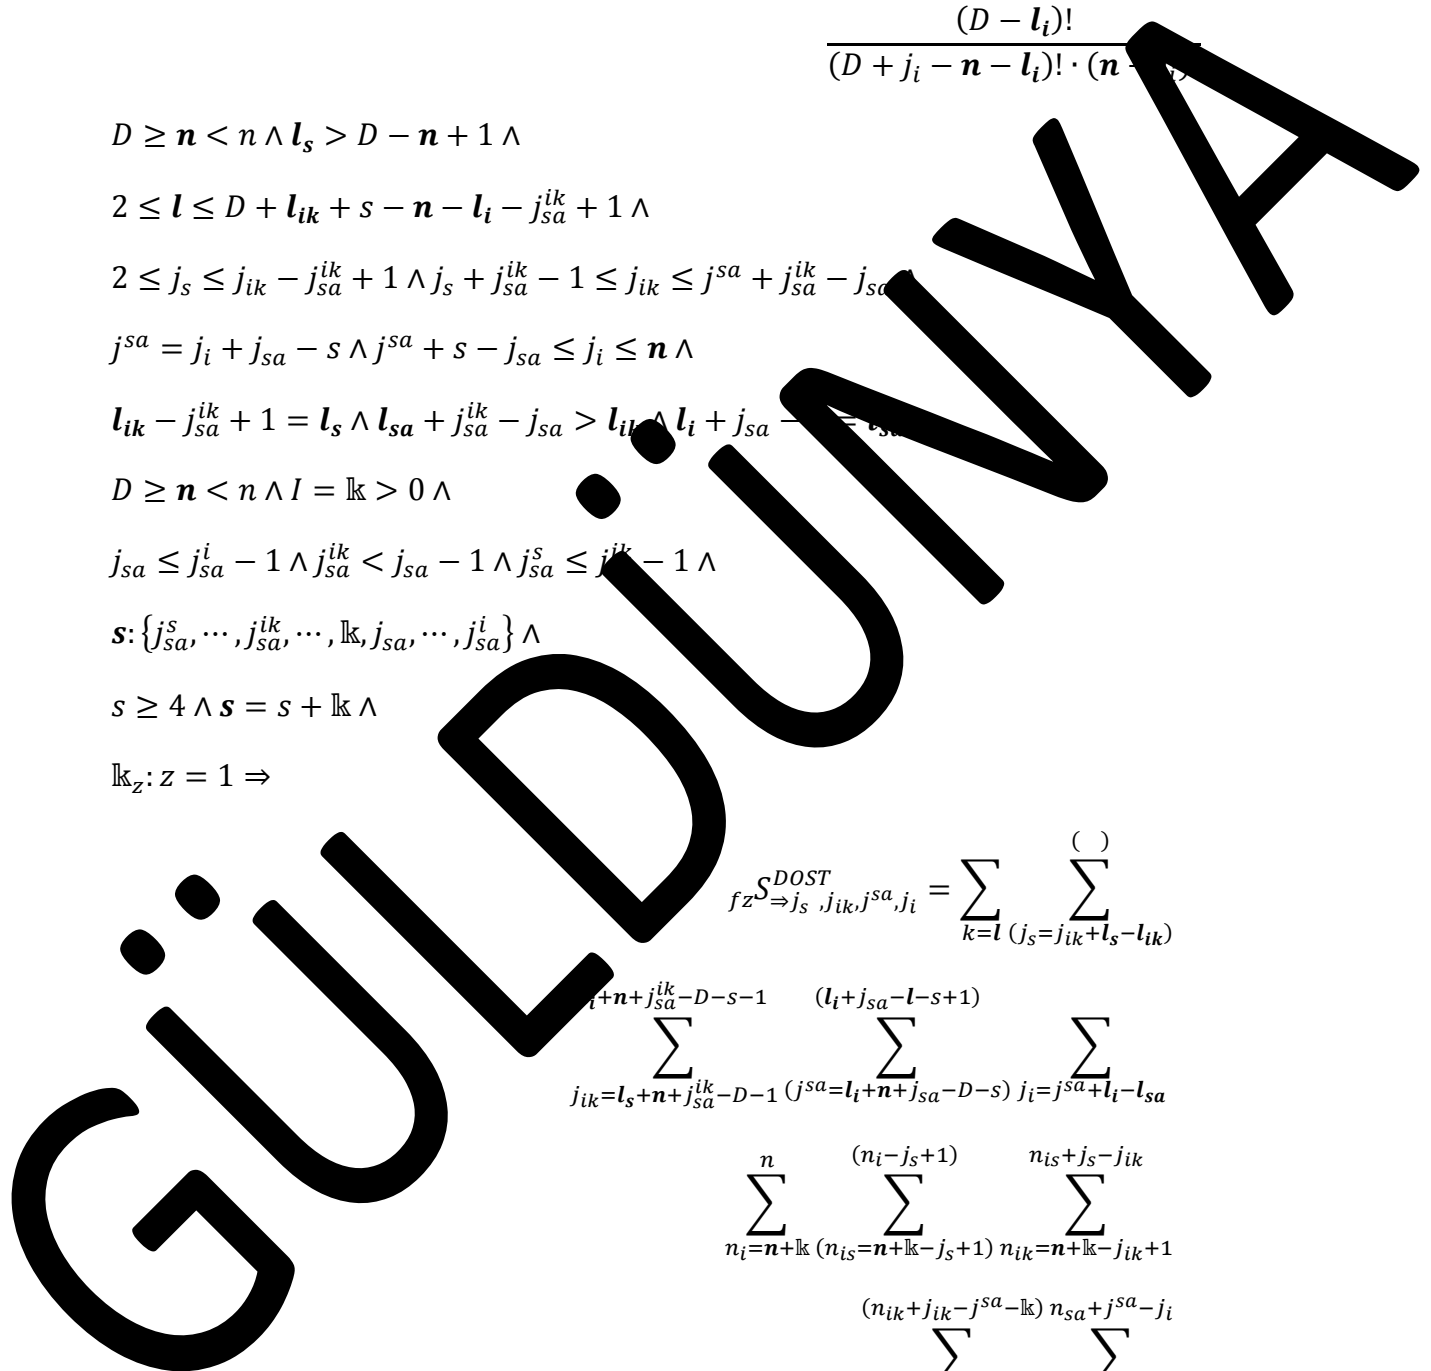 (D − l_i)!
(D + j_i − n − l_i)! · (n
D ≥ n < n ∧ l_s > D − n + 1 ∧
2 ≤ l ≤ D + l_ik + s − n − l_i − j_sa^ik + 1 ∧
2 ≤ j_s ≤ j_ik − j_sa^ik + 1 ∧ j_s + j_sa^ik − 1 ≤ j_ik ≤ j^sa + j_sa^ik − j_sa ∧
j^sa = j_i + j_sa − s ∧ j^sa + s − j_sa ≤ j_i ≤ n ∧
l_ik − j_sa^ik + 1 = l_s ∧ l_sa + j_sa^ik − j_sa > l_ik ∧ l_i + j_sa − = l_sa
D ≥ n < n ∧ I = 𝕜 > 0 ∧
j_sa ≤ j_sa^i − 1 ∧ j_sa^ik < j_sa − 1 ∧ j_sa^s ≤ j^ik − 1 ∧
s: {j_sa^s, ⋯ , j_sa^ik, ⋯ , 𝕜, j_sa, ⋯ , j_sa^i} ∧
s ≥ 4 ∧ s = s + 𝕜 ∧
𝕜_z: z = 1 ⇒
( )
fz S^DOST_⇒j_s ,j_ik,j^sa,j_i = ∑ ∑
k=l (j_s=j_ik+l_s−l_ik)
i+n+j_sa^ik−D−s−1 (l_i+j_sa−l−s+1)
∑ ∑ ∑
j_ik=l_s+n+j_sa^ik−D−1 (j^sa=l_i+n+j_sa−D−s) j_i=j^sa+l_i−l_sa
n (n_i−j_s+1) n_is+j_s−j_ik
∑ ∑ ∑
n_i=n+𝕜 (n_is=n+𝕜−j_s+1) n_ik=n+𝕜−j_ik+1
(n_ik+j_ik−j^sa−𝕜) n_sa+j^sa−j_i
∑ ∑
GÜLDÜNYA